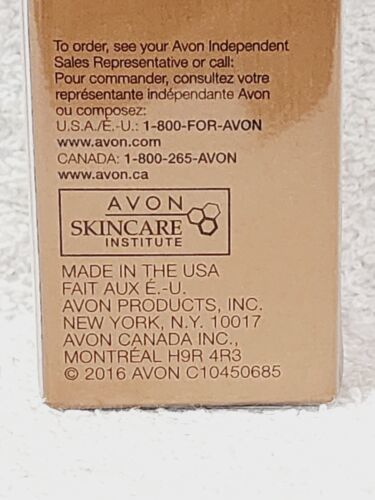 To order, see your Avon Independent
Sales Representative or call:
Pour commander, consultez votre
représentante indépendante Avon
ou composez:
U.S.A./É.-U.: 1-800-FOR-AVON
www.avon.com
CANADA: 1-800-265-AVON
www.avon.ca
AVON
SKINCARE
INSTITUTE
MADE IN THE USA
FAIT AUX É.-U.
AVON PRODUCTS, INC.
NEW YORK, N.Y. 10017
AVON CANADA INC.,
MONTRÉAL H9R 4R3
© 2016 AVON C10450685